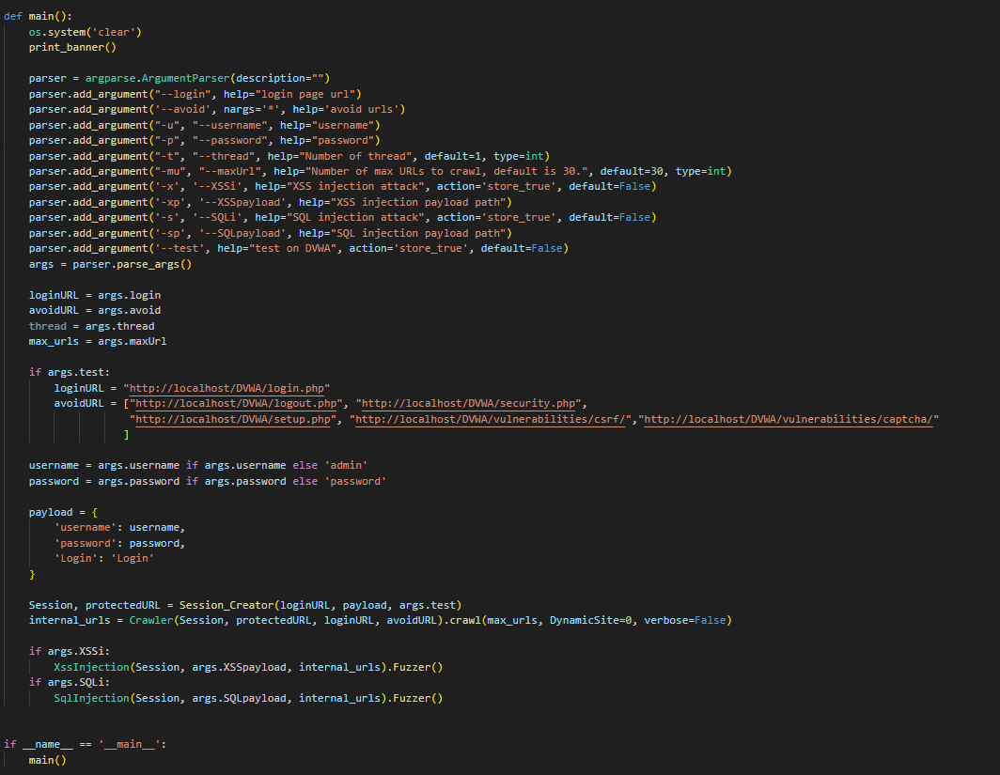 def main():
    os.system('clear')
    print_banner()

    parser = argparse.ArgumentParser(description="")
    parser.add_argument("--login", help="login page url")
    parser.add_argument('--avoid', nargs='*', help='avoid urls')
    parser.add_argument("-u", "--username", help="username")
    parser.add_argument("-p", "--password", help="password")
    parser.add_argument("-t", "--thread", help="Number of thread", default=1, type=int)
    parser.add_argument("-mu", "--maxUrl", help="Number of max URLs to crawl, default is 30.", default=30, type=int)
    parser.add_argument('-x', '--XSSi', help="XSS injection attack", action='store_true', default=False)
    parser.add_argument('-xp', '--XSSpayload', help="XSS injection payload path")
    parser.add_argument('-s', '--SQLi', help="SQL injection attack", action='store_true', default=False)
    parser.add_argument('-sp', '--SQLpayload', help="SQL injection payload path")
    parser.add_argument('--test', help="test on DVWA", action='store_true', default=False)
    args = parser.parse_args()

    loginURL = args.login
    avoidURL = args.avoid
    thread = args.thread
    max_urls = args.maxUrl

    if args.test:
        loginURL = "http://localhost/DVWA/login.php"
        avoidURL = ["http://localhost/DVWA/logout.php", "http://localhost/DVWA/security.php",
                    "http://localhost/DVWA/setup.php", "http://localhost/DVWA/vulnerabilities/csrf/","http://localhost/DVWA/vulnerabilities/captcha/"
                   ]

    username = args.username if args.username else 'admin'
    password = args.password if args.password else 'password'

    payload = {
        'username': username,
        'password': password,
        'Login': 'Login'
    }

    Session, protectedURL = Session_Creator(loginURL, payload, args.test)
    internal_urls = Crawler(Session, protectedURL, loginURL, avoidURL).crawl(max_urls, DynamicSite=0, verbose=False)

    if args.XSSi:
        XssInjection(Session, args.XSSpayload, internal_urls).Fuzzer()
    if args.SQLi:
        SqlInjection(Session, args.SQLpayload, internal_urls).Fuzzer()


if __name__ == '__main__':
    main()